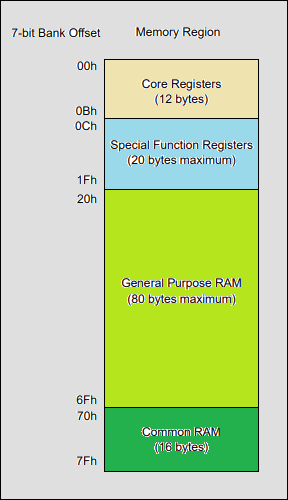 7-bit Bank Offset
Memory Region
00h
Core Registers
(12 bytes)
0Bh
0Ch
Special Function Registers
(20 bytes maximum)
1Fh
20h
General Purpose RAM
(80 bytes maximum)
6Fh
70h
Common RAM
(16 bytes)
7Fh